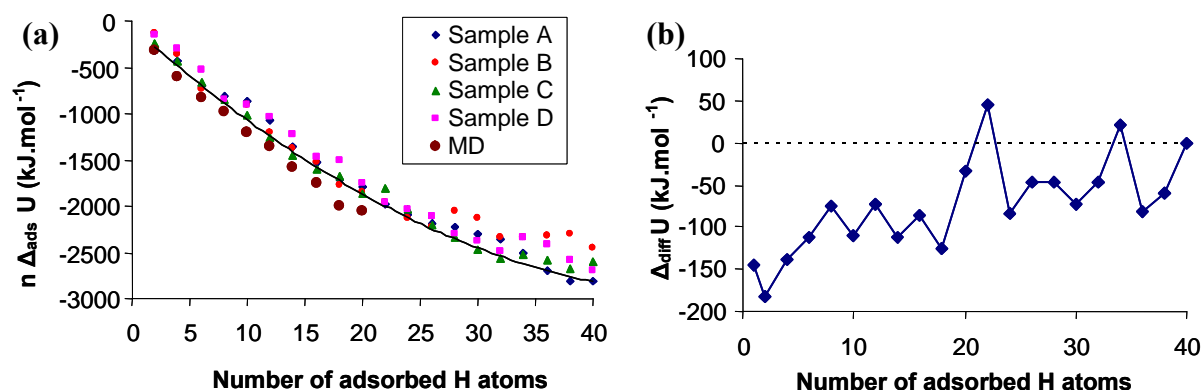 (a)
n Δads U (kJ.mol -1)
0
-500
-1000
-1500
-2000
-2500
-3000
Sample A
Sample B
Sample C
Sample D
MD
0 5 10 15 20 25 30 35 40
Number of adsorbed H atoms
(b)
Δdiff U (kJ.mol -1)
100
50
0
-50
-100
-150
-200
0 10 20 30 40
Number of adsorbed H atoms